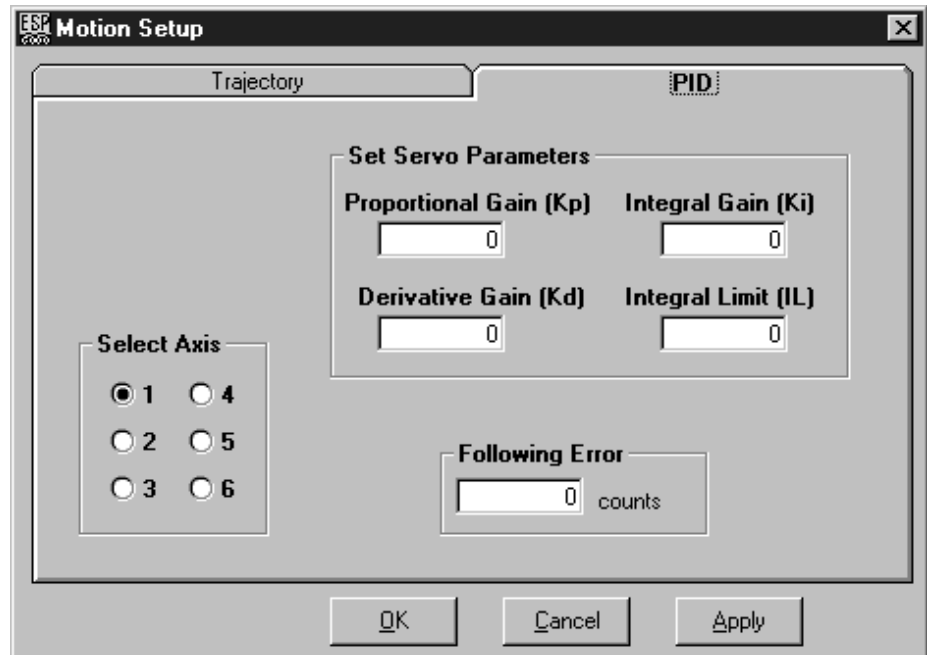 ESP Motion Setup
Trajectory
PID
Set Servo Parameters
Proportional Gain (Kp) Integral Gain (Ki)
0 0
Derivative Gain (Kd) Integral Limit (IL)
0 0
Select Axis
1 4
2 5
3 6
Following Error
0 counts
OK Cancel Apply